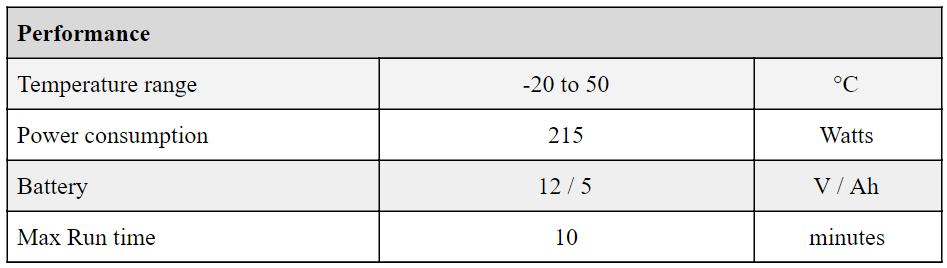 Performance
Temperature range -20 to 50 °C
Power consumption 215 Watts
Battery 12 / 5 V / Ah
Max Run time 10 minutes